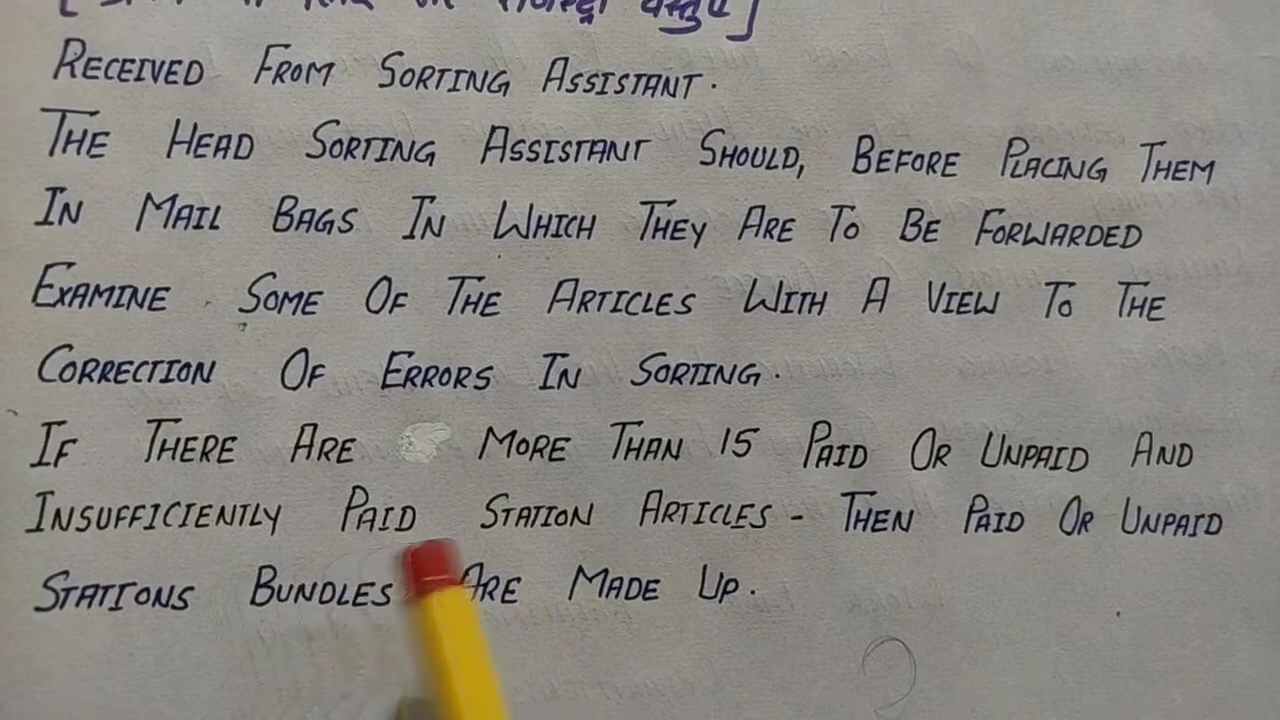 वस्तुएं]
RECEIVED FROM SORTING ASSISTANT.
THE HEAD SORTING ASSISTANT SHOULD, BEFORE PLACING THEM
IN MAIL BAGS IN WHICH THEY ARE TO BE FORWARDED
EXAMINE SOME OF THE ARTICLES WITH A VIEW TO THE
CORRECTION OF ERRORS IN SORTING.
IF THERE ARE MORE THAN 15 PAID OR UNPAID AND
INSUFFICIENTLY PAID STATION ARTICLES - THEN PAID OR UNPAID
STATIONS BUNDLES ARE MADE UP.
2